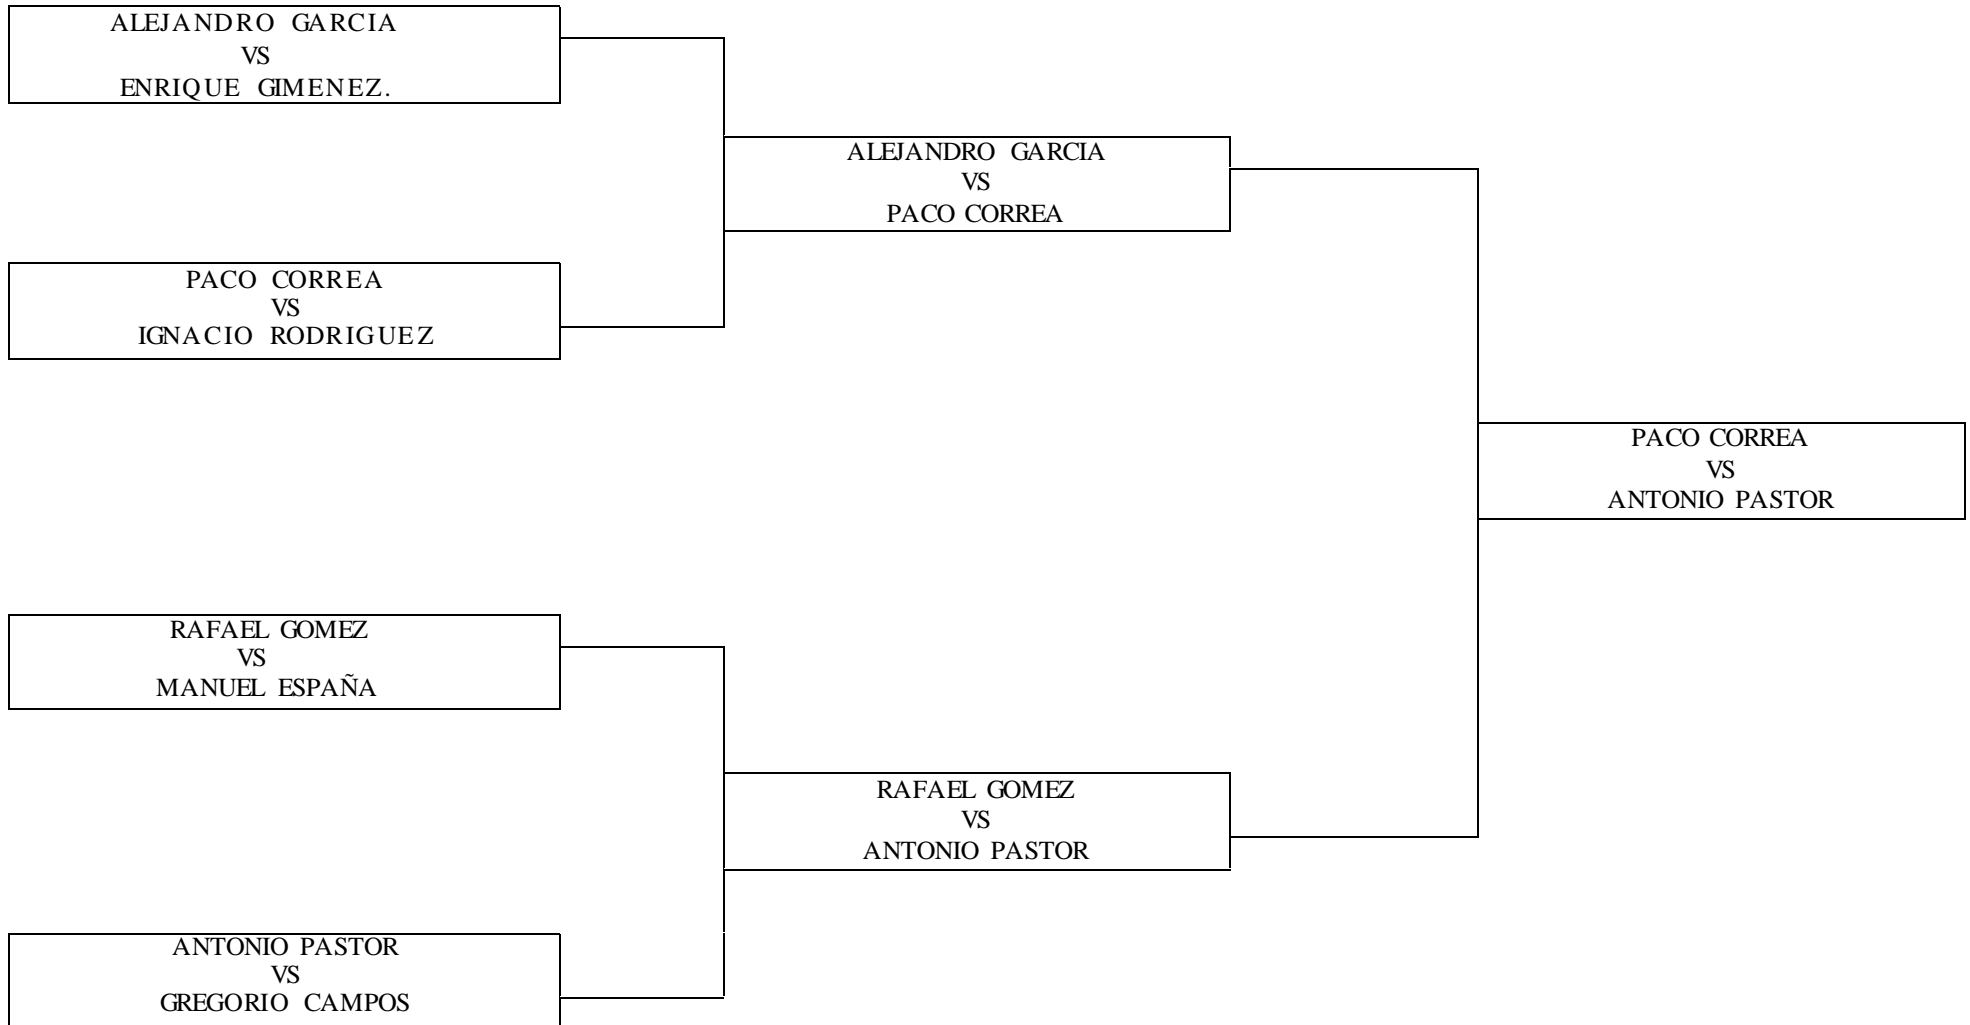 ALEJANDRO GARCIA
VS
ENRIQUE GIMENEZ.
ALEJANDRO GARCIA
VS
PACO CORREA
PACO CORREA
VS
IGNACIO RODRIGUEZ
PACO CORREA
VS
ANTONIO PASTOR
RAFAEL GOMEZ
VS
MANUEL ESPAÑA
RAFAEL GOMEZ
VS
ANTONIO PASTOR
ANTONIO PASTOR
VS
GREGORIO CAMPOS